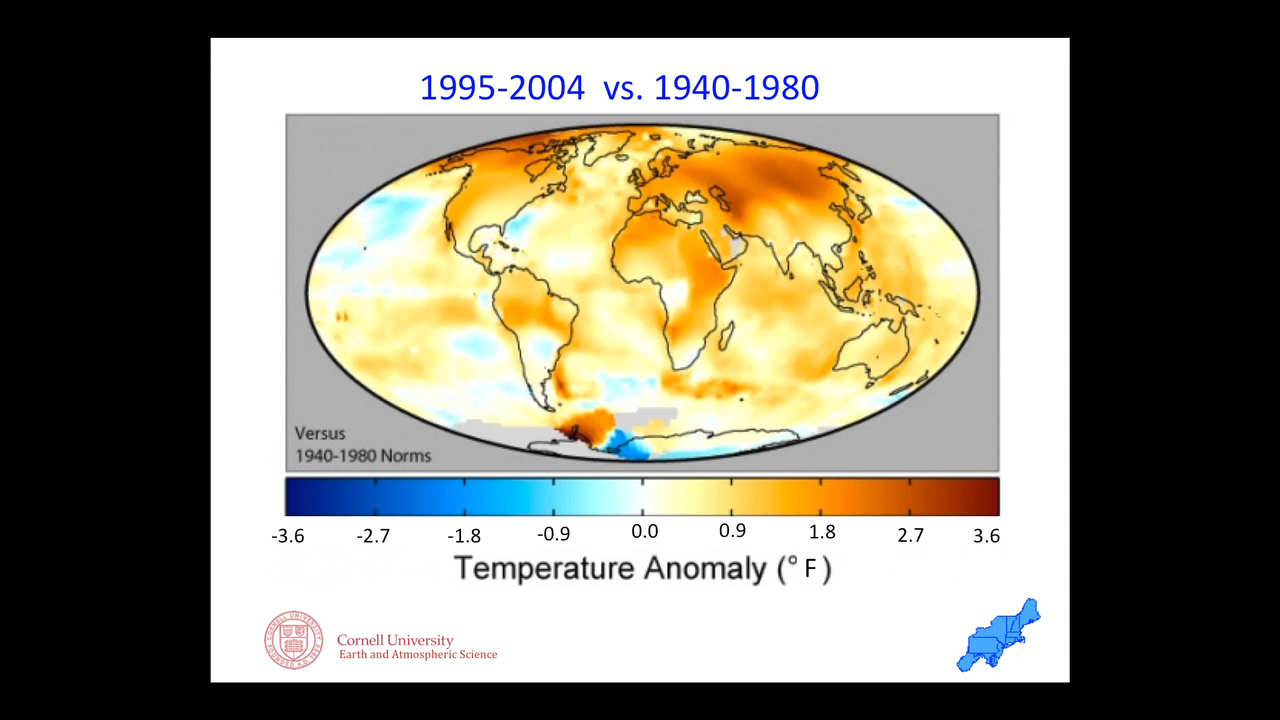 1995-2004 vs. 1940-1980
Versus
1940-1980 Norms
-3.6 -2.7 -1.8 -0.9 0.0 0.9 1.8 2.7 3.6
Temperature Anomaly (° F)
Cornell University
Earth and Atmospheric Science